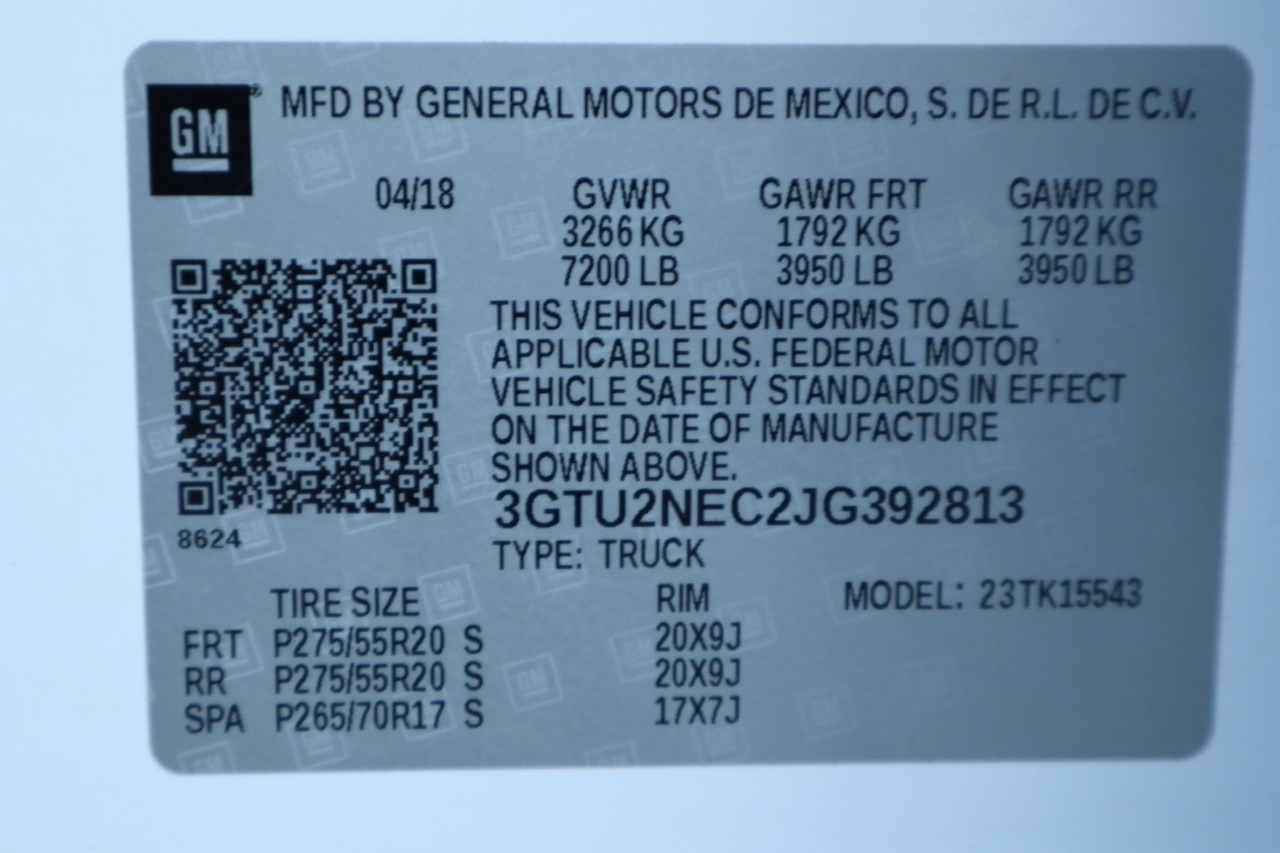 GM® MFD BY GENERAL MOTORS DE MEXICO, S. DE R.L. DE C.V.
04/18 GVWR GAWR FRT GAWR RR
3266 KG 1792 KG 1792 KG
7200 LB 3950 LB 3950 LB
THIS VEHICLE CONFORMS TO ALL
APPLICABLE U.S. FEDERAL MOTOR
VEHICLE SAFETY STANDARDS IN EFFECT
ON THE DATE OF MANUFACTURE
SHOWN ABOVE.
3GTU2NEC2JG392813
8624
TYPE: TRUCK
TIRE SIZE RIM MODEL: 23TK15543
FRT P275/55R20 S 20X9J
RR P275/55R20 S 20X9J
SPA P265/70R17 S 17X7J